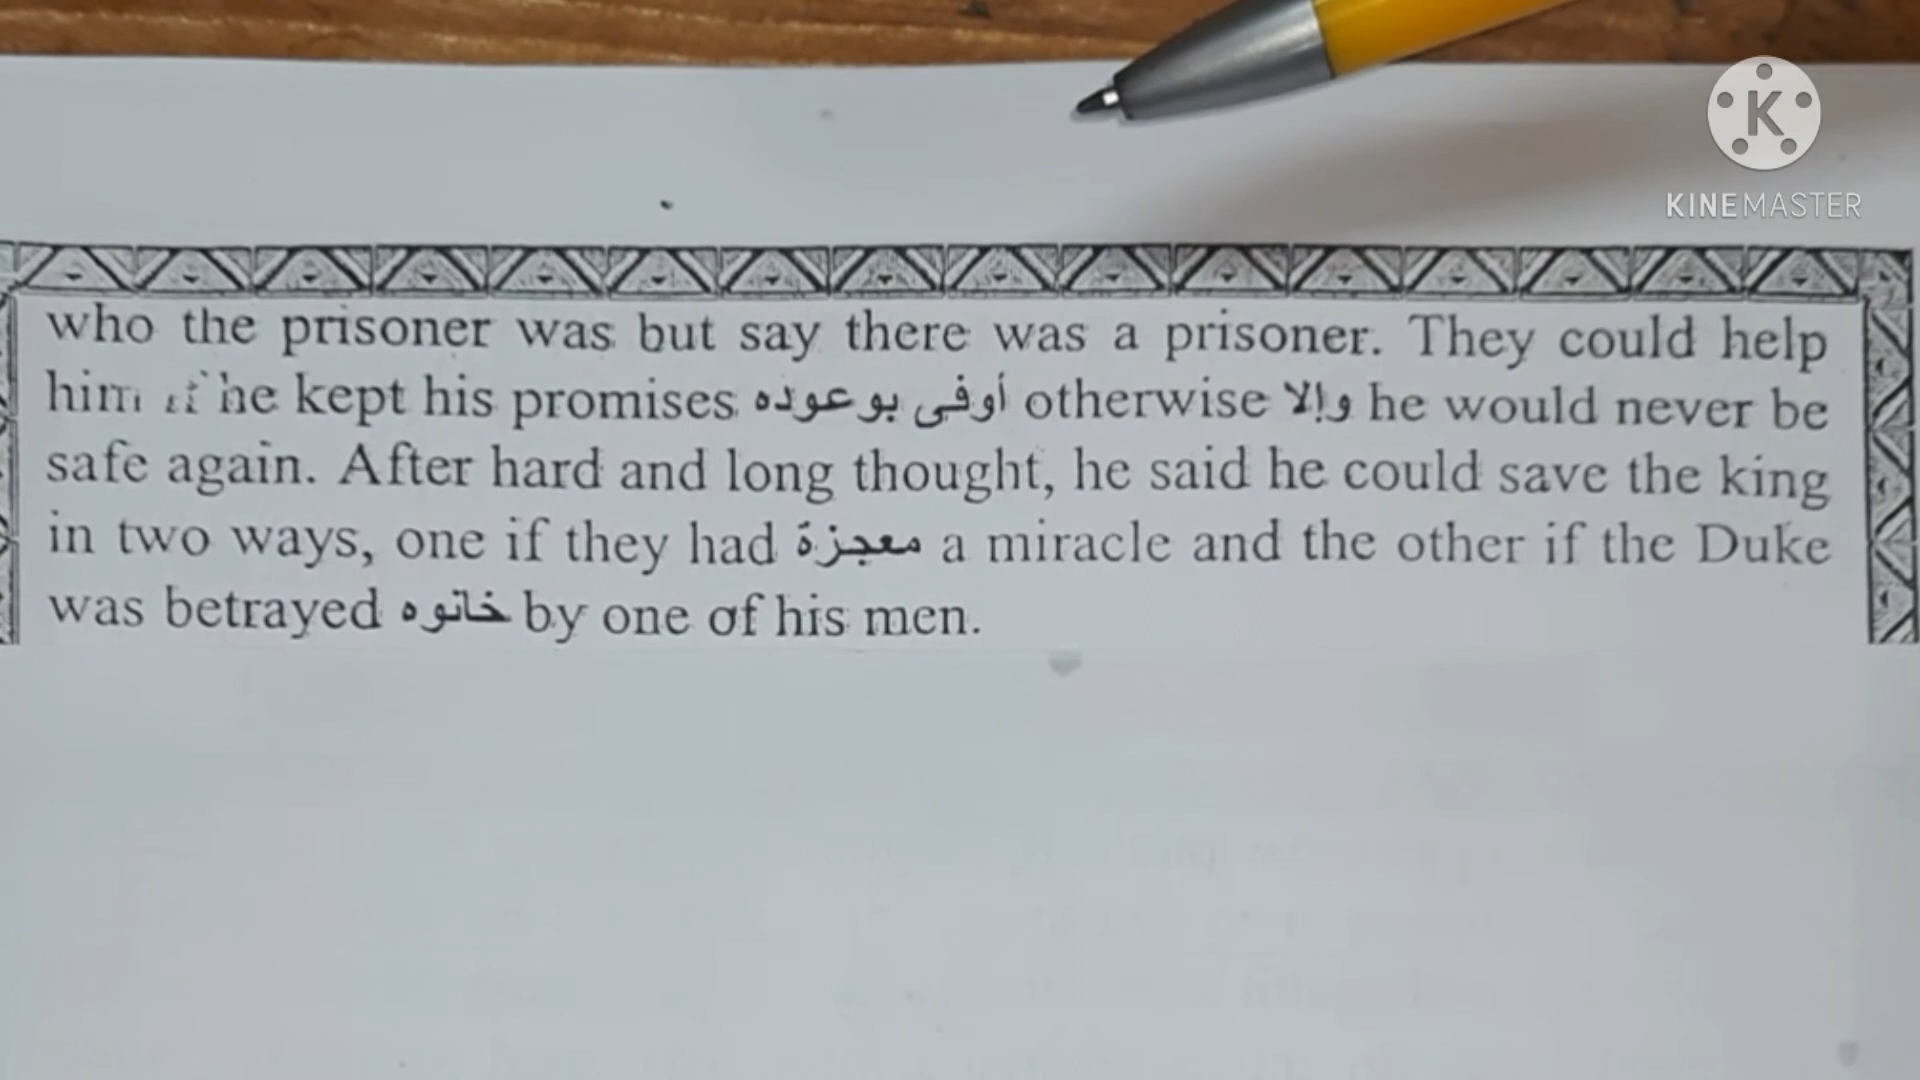 K
KINEMASTER
who the prisoner was but say there was a prisoner. They could help
him if he kept his promises أوفى بوعوده otherwise وإلا he would never be
safe again. After hard and long thought, he said he could save the king
in two ways, one if they had معجزة a miracle and the other if the Duke
was betrayed خانوه by one of his men.